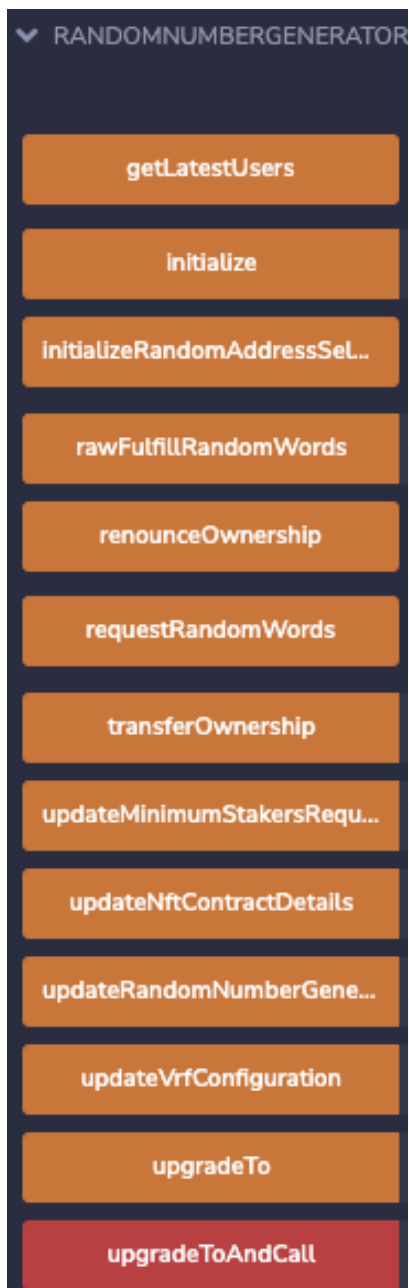 RANDOMNUMBERGENERATOR
getLatestUsers
initialize
initializeRandomAddressSel...
rawFulfillRandomWords
renounceOwnership
requestRandomWords
transferOwnership
updateMinimumStakersRequ...
updateNftContractDetails
updateRandomNumberGene...
updateVrfConfiguration
upgradeTo
upgradeToAndCall